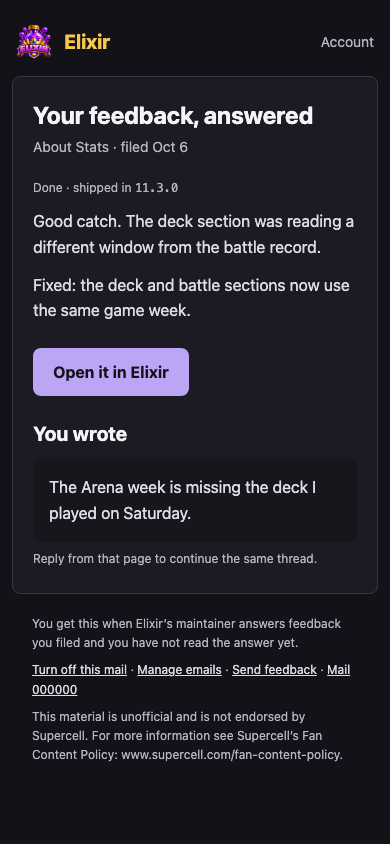 ELIXIR
Elixir
Account
Your feedback, answered
About Stats · filed Oct 6
Done · shipped in 11.3.0
Good catch. The deck section was reading a
different window from the battle record.
Fixed: the deck and battle sections now use
the same game week.
Open it in Elixir
You wrote
The Arena week is missing the deck I
played on Saturday.
Reply from that page to continue the same thread.
You get this when Elixir’s maintainer answers feedback
you filed and you have not read the answer yet.
Turn off this mail · Manage emails · Send feedback · Mail
000000
This material is unofficial and is not endorsed by
Supercell. For more information see Supercell’s Fan
Content Policy: www.supercell.com/fan-content-policy.